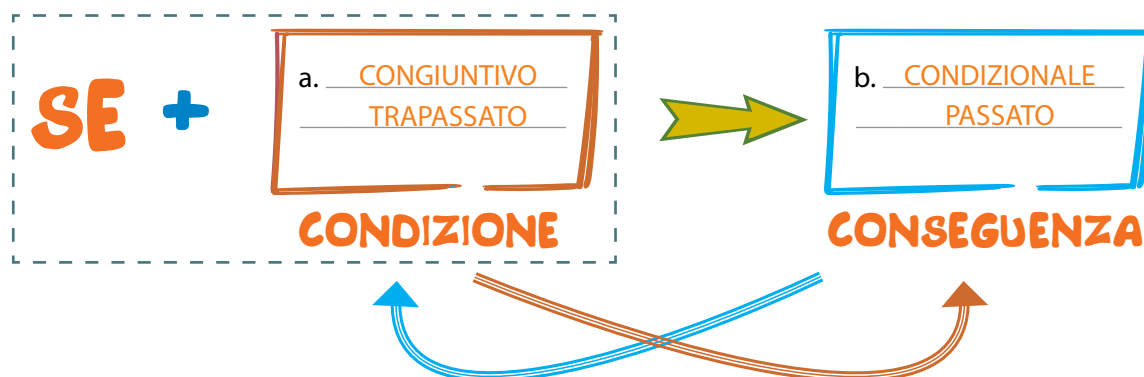 SE + a. CONGIUNTIVO
TRAPASSATO
CONDIZIONE
b. CONDIZIONALE
PASSATO
CONSEGUENZA